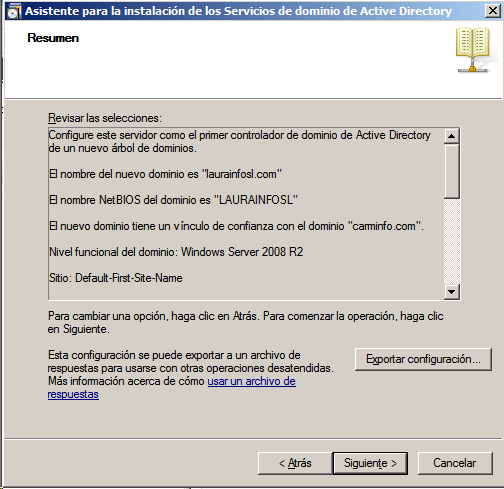 Asistente para la instalación de los Servicios de dominio de Active Directory
Resumen
Revisar las selecciones:
Configure este servidor como el primer controlador de dominio de Active Directory
de un nuevo árbol de dominios.
El nombre del nuevo dominio es "laurainfosl.com"
El nombre NetBIOS del dominio es "LAURAINFOSL"
El nuevo dominio tiene un vínculo de confianza con el dominio "carminfo.com".
Nivel funcional del dominio: Windows Server 2008 R2
Sitio: Default-First-Site-Name
Para cambiar una opción, haga clic en Atrás. Para comenzar la operación, haga clic
en Siguiente.
Esta configuración se puede exportar a un archivo de
respuestas para usarse con otras operaciones desatendidas.
Más información acerca de cómo usar un archivo de
respuestas
Exportar configuración...
< Atrás
Siguiente >
Cancelar